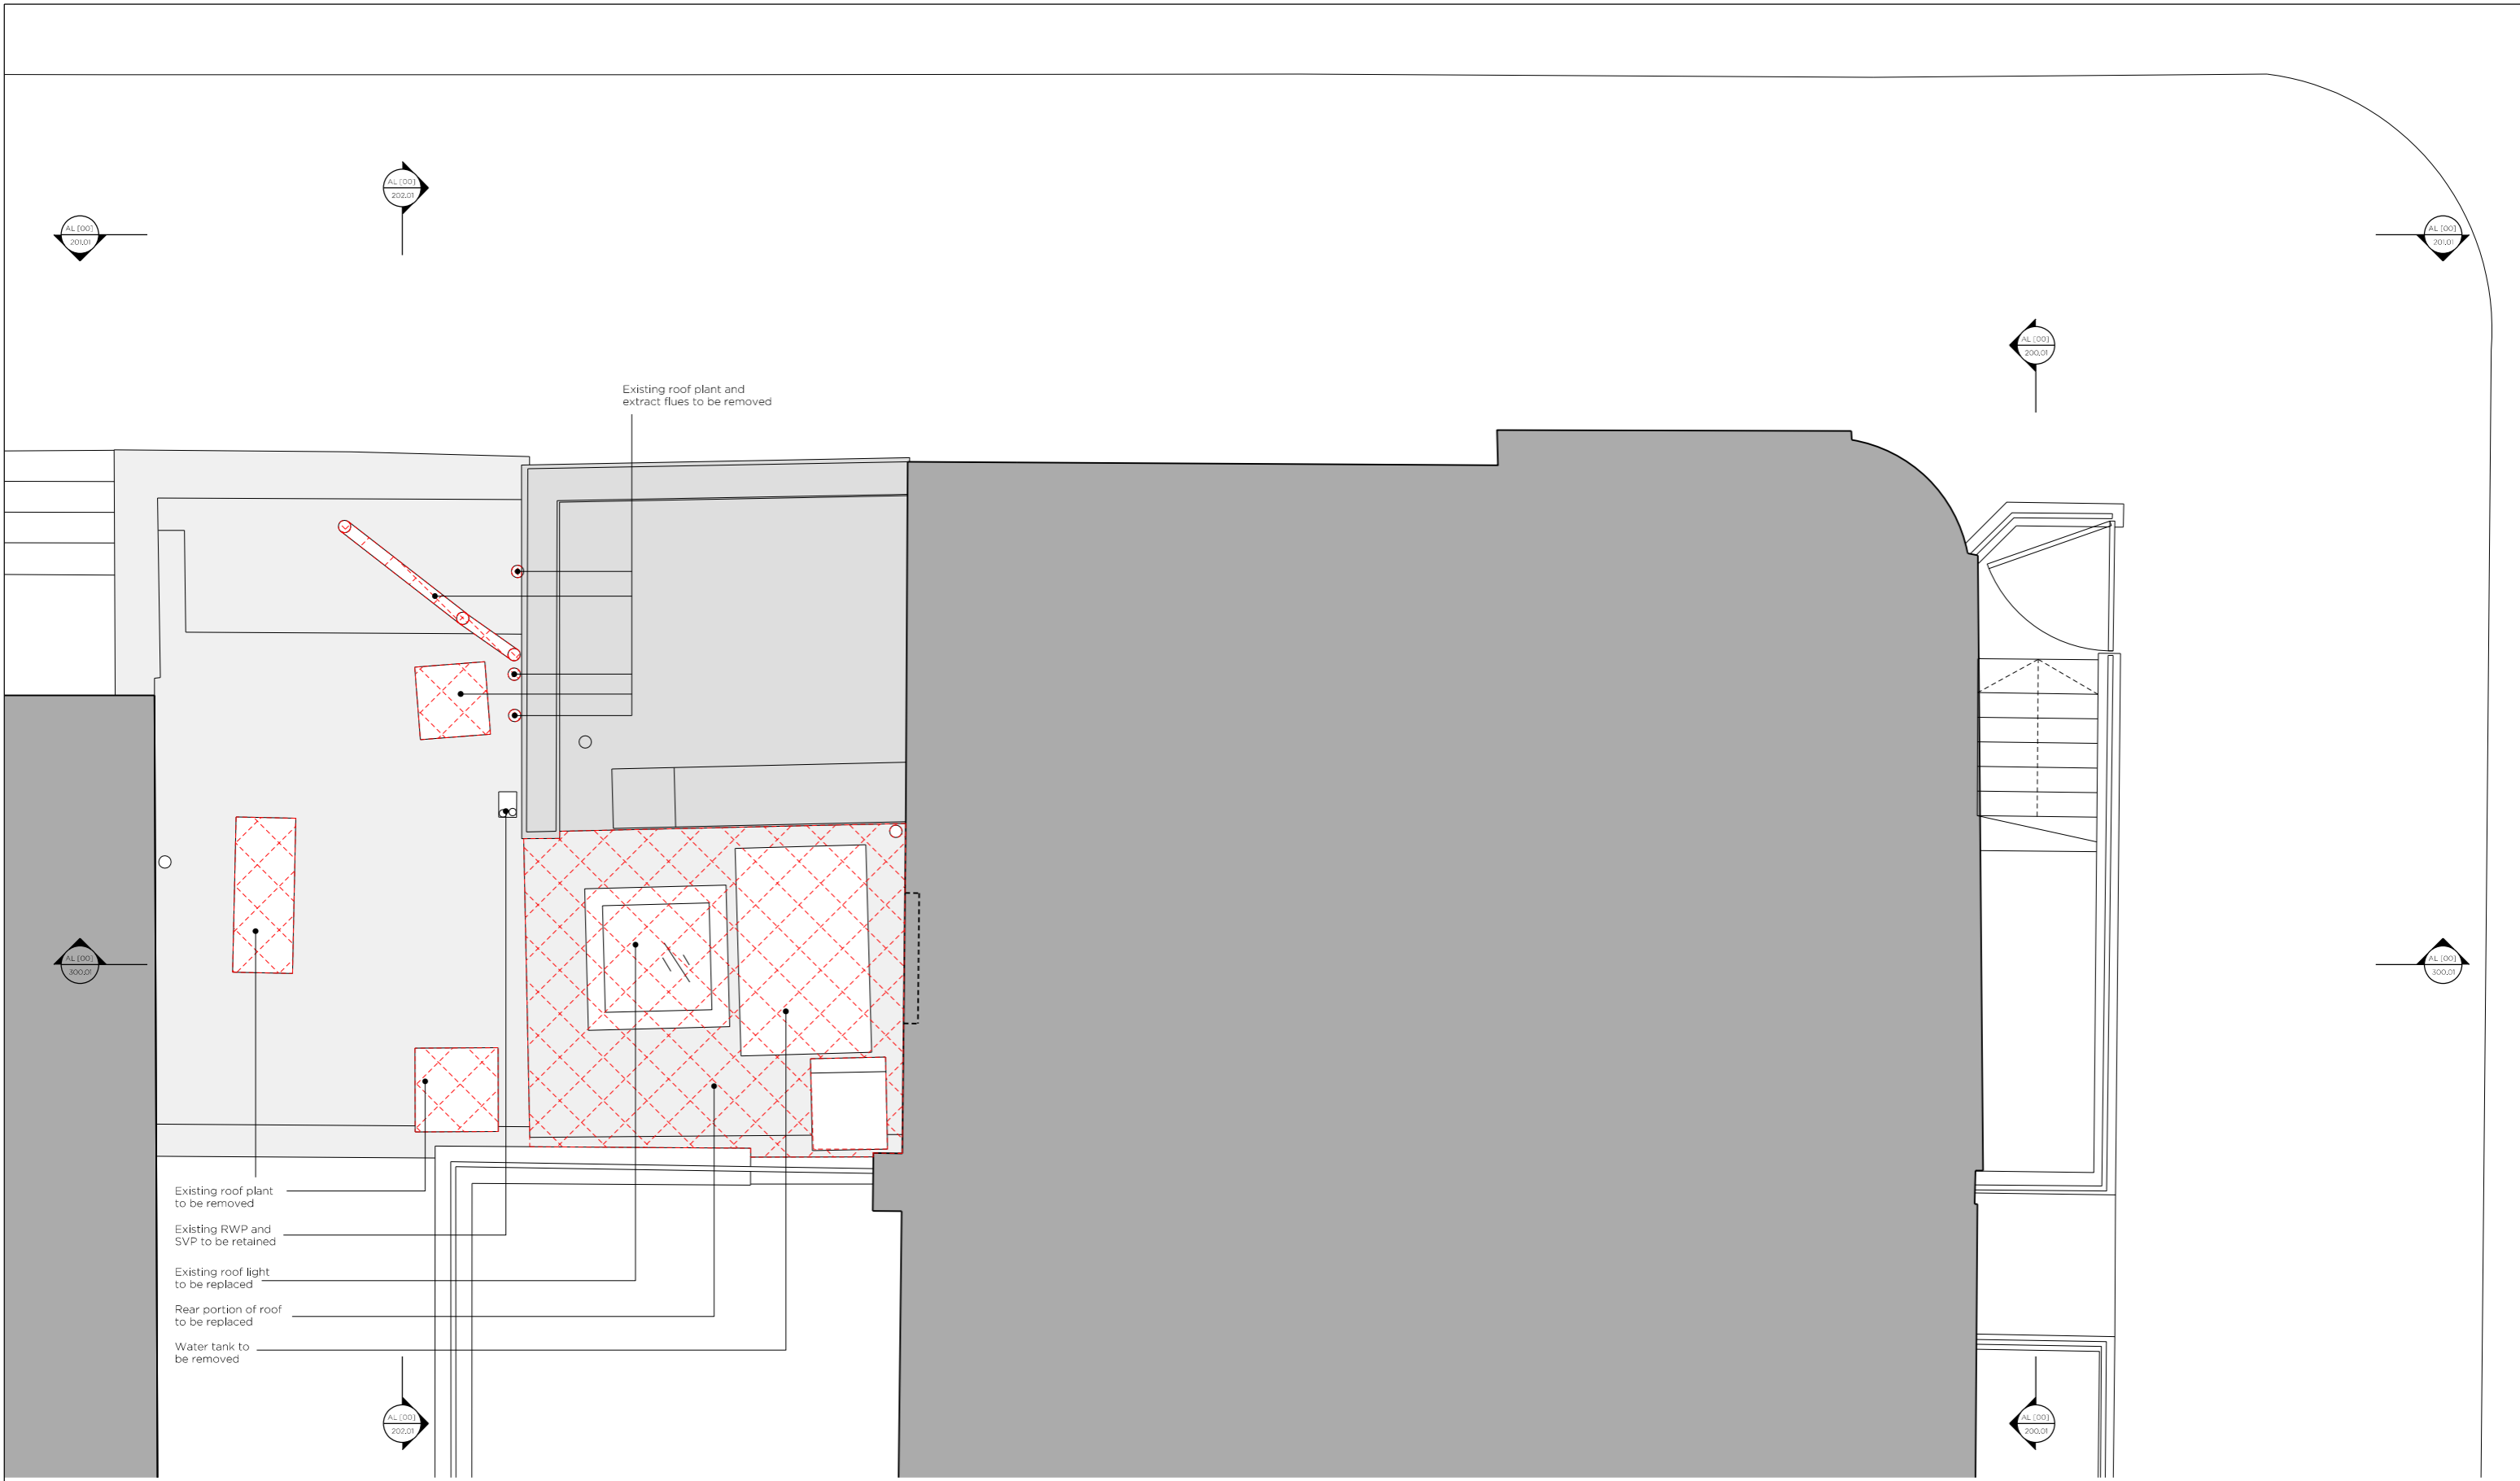 AL [00]
202.01
AL [00]
201.01
AL [00]
201.01
AL [00]
200.01
Existing roof plant and
extract flues to be removed
AL [00]
300.01
AL [00]
300.01
Existing roof plant
to be removed
Existing RWP and
SVP to be retained
Existing roof light
to be replaced
Rear portion of roof
to be replaced
Water tank to
be removed
AL [00]
202.01
AL [00]
200.01